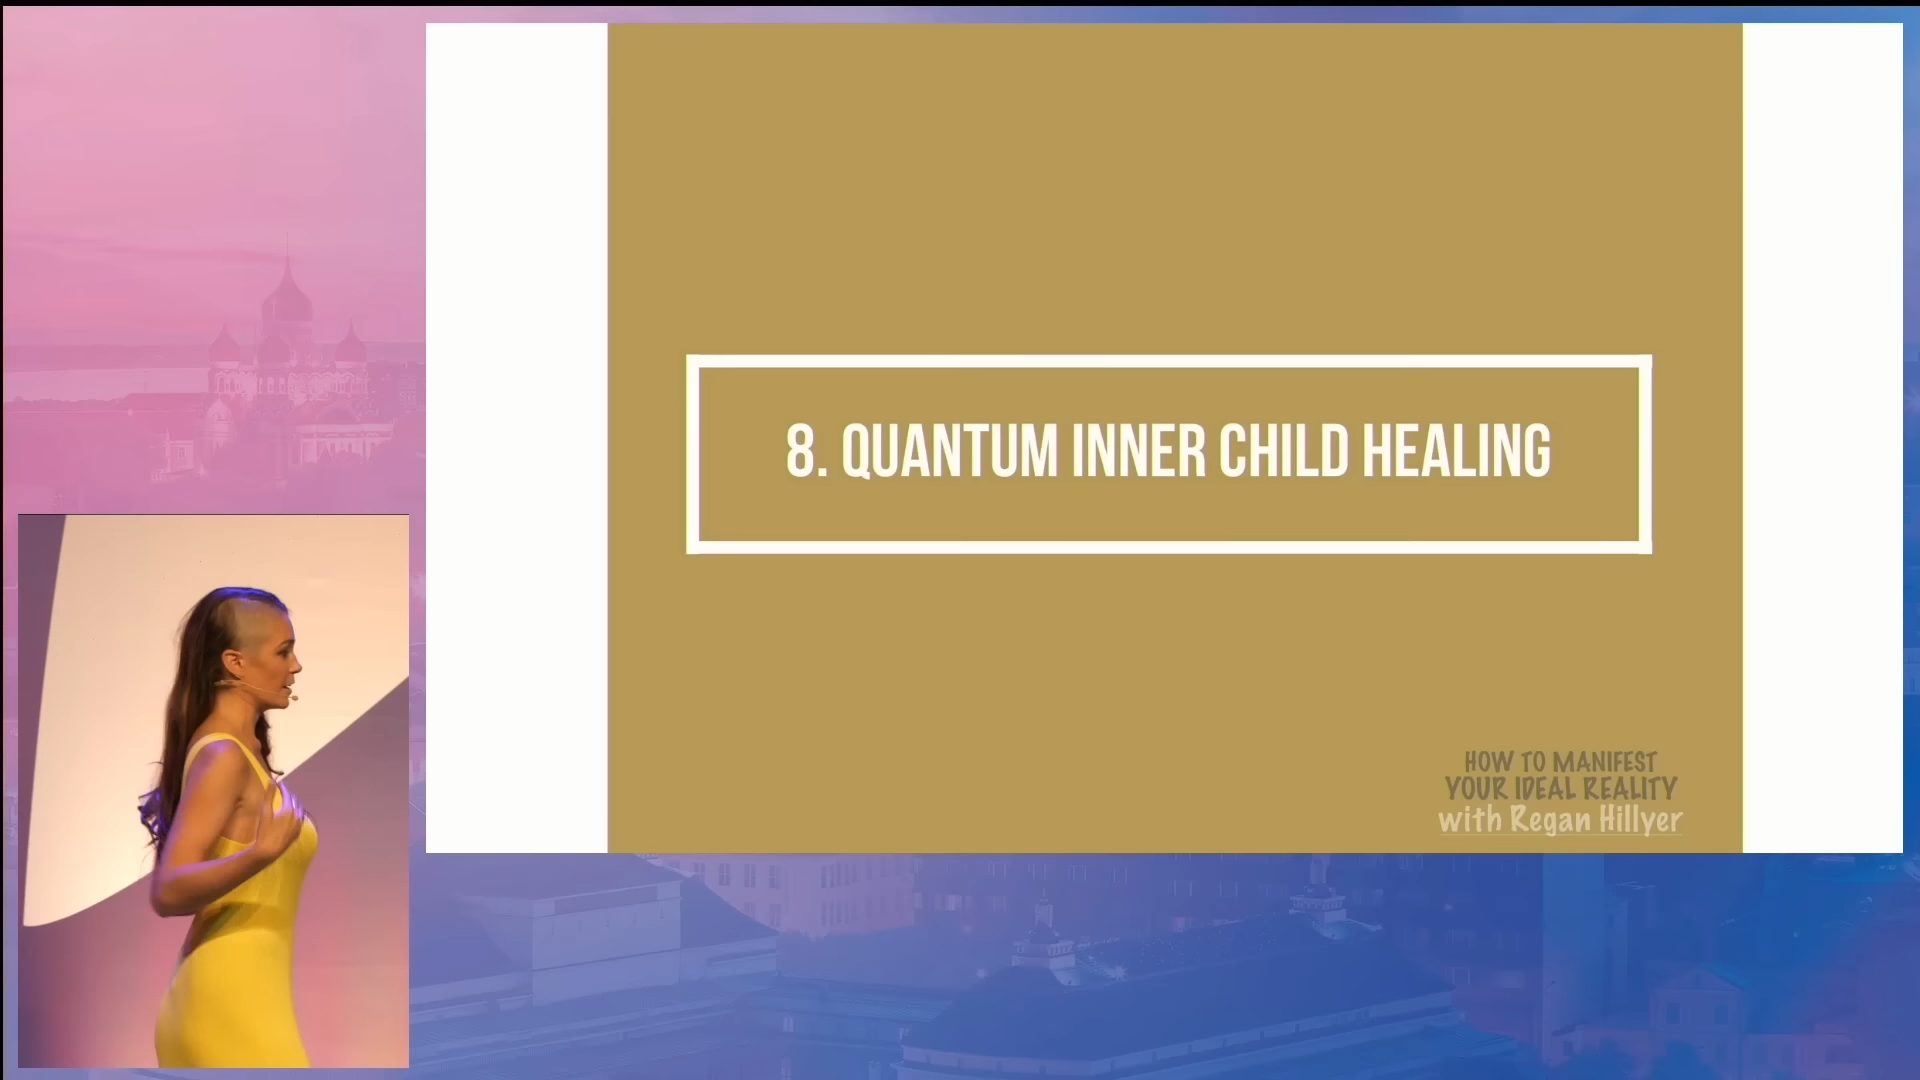 8. QUANTUM INNER CHILD HEALING
HOW TO MANIFEST
YOUR IDEAL REALITY
with Regan Hillyer